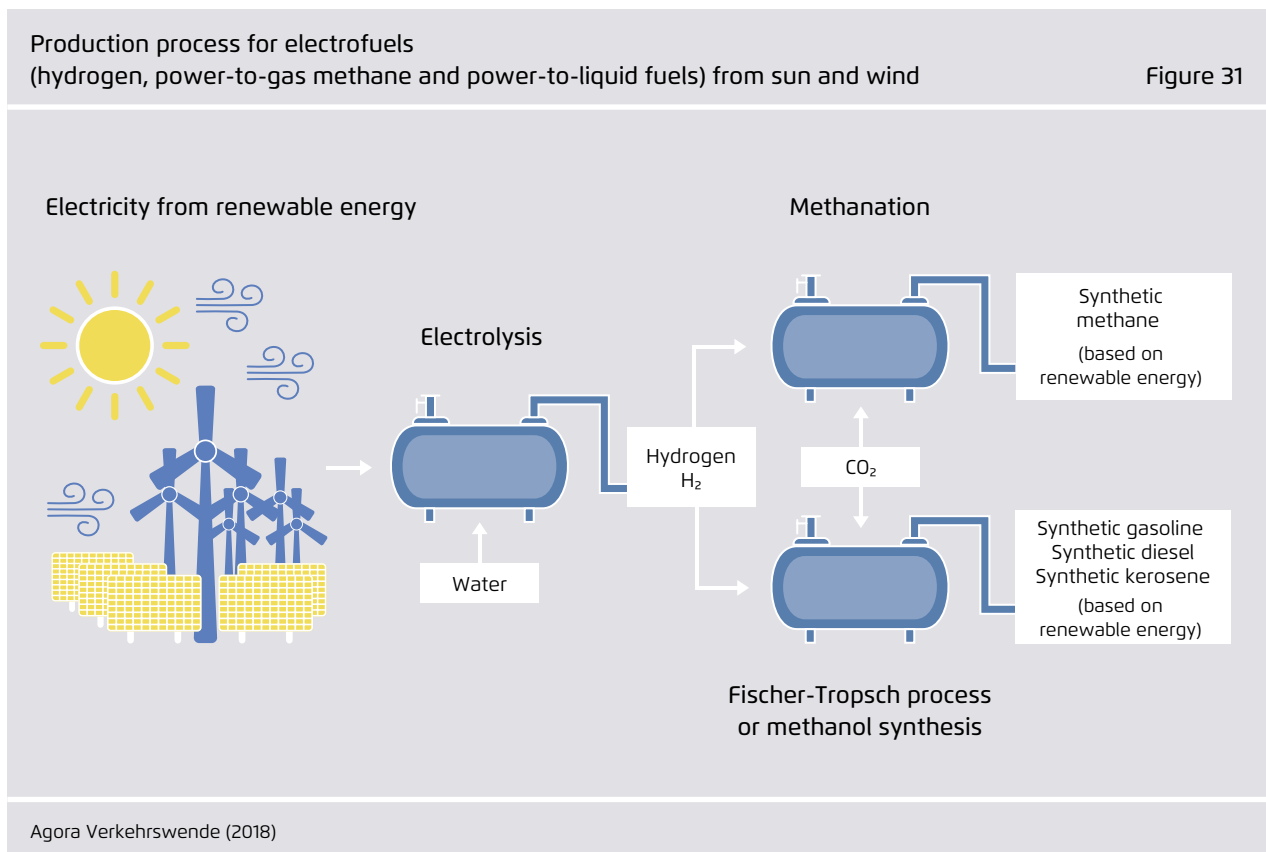 Production process for electrofuels
(hydrogen, power-to-gas methane and power-to-liquid fuels) from sun and wind
Figure 31
Electricity from renewable energy
Electrolysis
Water
Hydrogen
H₂
Methanation
CO₂
Synthetic
methane
(based on
renewable energy)
Synthetic gasoline
Synthetic diesel
Synthetic kerosene
(based on
renewable energy)
Fischer-Tropsch process
or methanol synthesis
Agora Verkehrswende (2018)